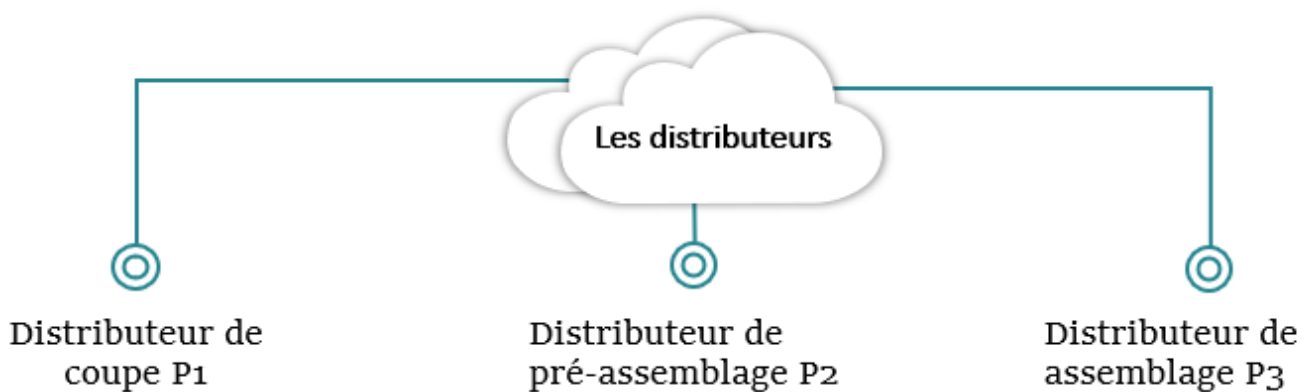 Les distributeurs
Distributeur de
coupe P1
Distributeur de
pré-assemblage P2
Distributeur de
assemblage P3